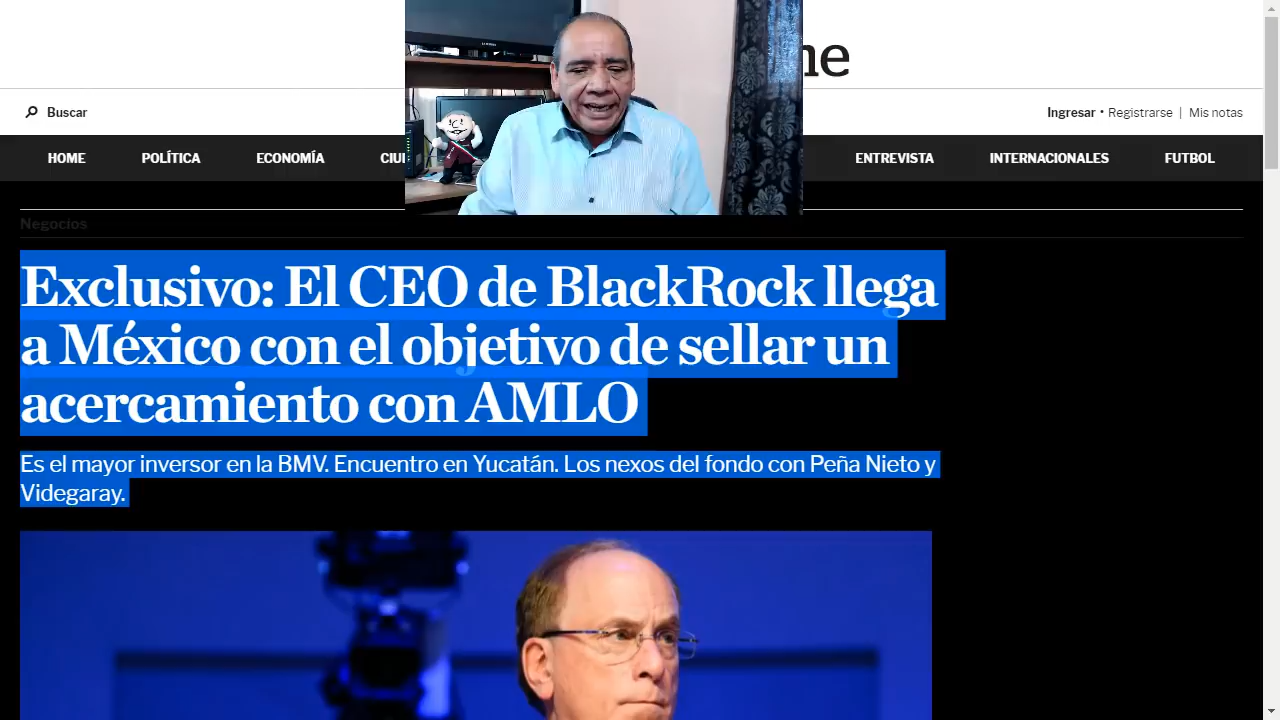 ne
Buscar
Ingresar • Registrarse | Mis notas
HOME POLÍTICA ECONOMÍA ENTREVISTA INTERNACIONALES FUTBOL
Negocios
Exclusivo: El CEO de BlackRock llega
a México con el objetivo de sellar un
acercamiento con AMLO
Es el mayor inversor en la BMV. Encuentro en Yucatán. Los nexos del fondo con Peña Nieto y
Videgaray.